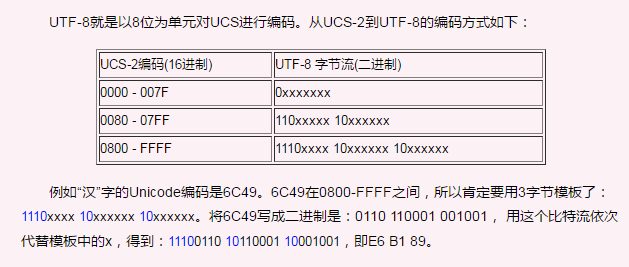 UTF-8就是以8位为单元对UCS进行编码。从UCS-2到UTF-8的编码方式如下：
UCS-2编码(16进制) UTF-8 字节流(二进制)
0000 - 007F 0xxxxxxx
0080 - 07FF 110xxxxx 10xxxxxx
0800 - FFFF 1110xxxx 10xxxxxx 10xxxxxx
例如“汉”字的Unicode编码是6C49。6C49在0800-FFFF之间，所以肯定要用3字节模板了：
1110xxxx 10xxxxxx 10xxxxxx。将6C49写成二进制是：0110 110001 001001， 用这个比特流依次
代替模板中的x，得到：11100110 10110001 10001001，即E6 B1 89。